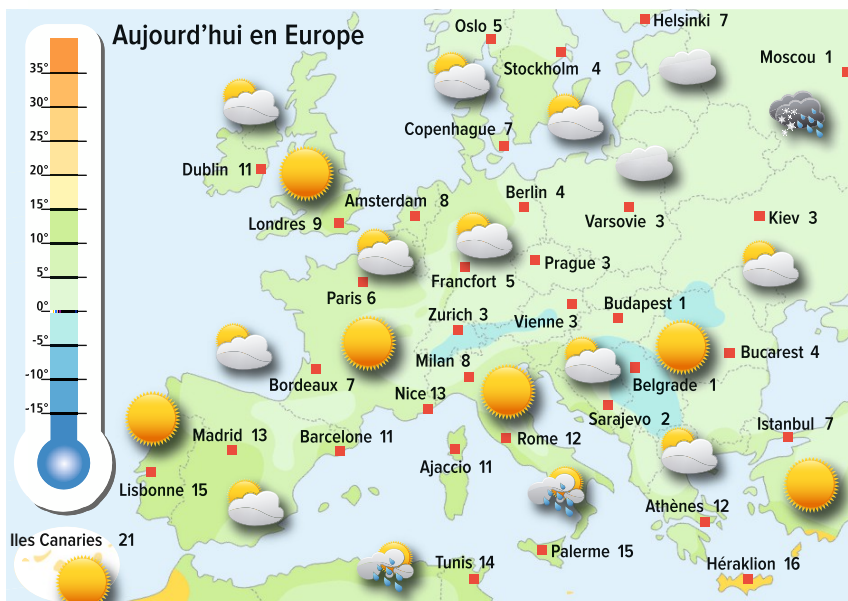 Aujourd'hui en Europe
35°
30°
25°
20°
15°
10°
5°
0°
-5°
-10°
-15°
Oslo 5
Helsinki 7
Stockholm 4
Moscou 1
Copenhague 7
Dublin 11
Amsterdam 8
Berlin 4
Londres 9
Varsovie 3
Kiev 3
Prague 3
Francfort 5
Paris 6
Zurich 3
Vienne 3
Budapest 1
Milan 8
Bucarest 4
Bordeaux 7
Nice 13
Belgrade 1
Sarajevo 2
Istanbul 7
Madrid 13
Barcelone 11
Rome 12
Ajaccio 11
Lisbonne 15
Athènes 12
Iles Canaries 21
Tunis 14
Palerme 15
Héraklion 16